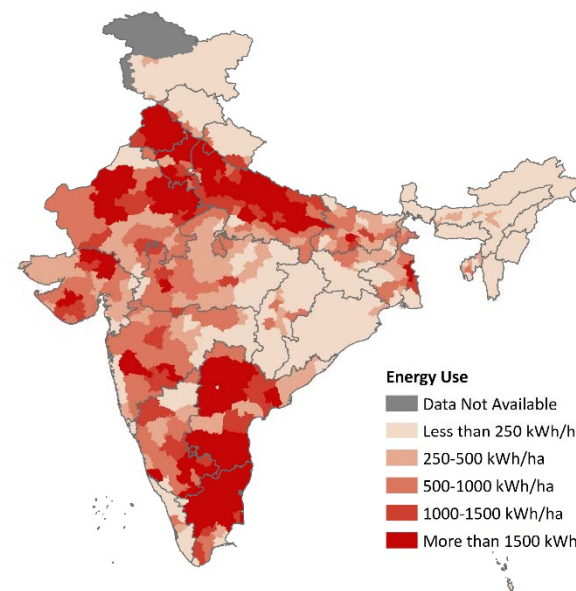 Energy Use
Data Not Available
Less than 250 kWh/h
250-500 kWh/ha
500-1000 kWh/ha
1000-1500 kWh/ha
More than 1500 kWh